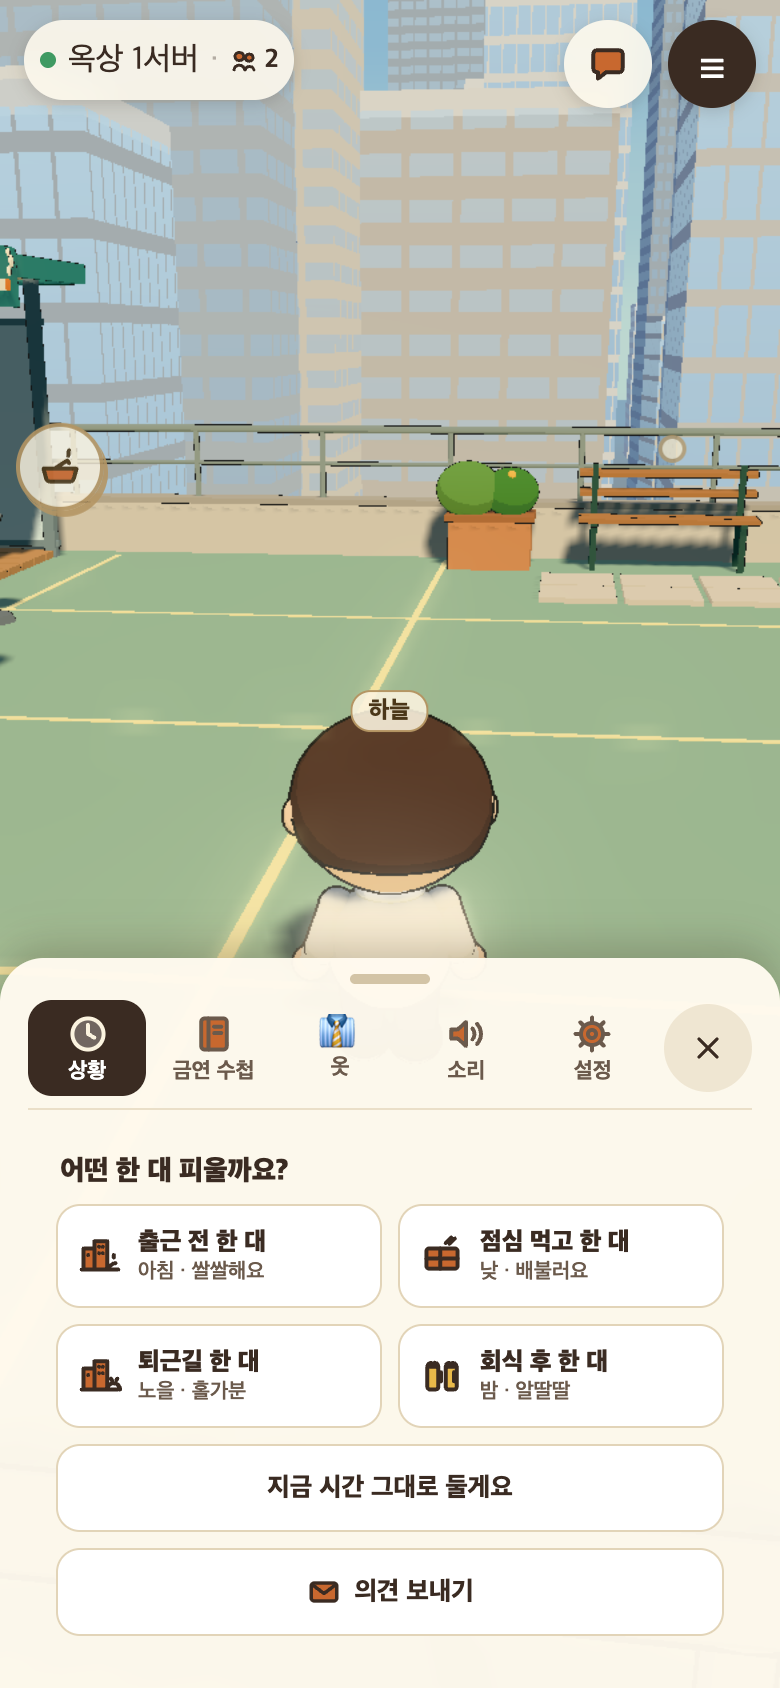 옥상 1서버 · 2
하늘
상황
금연 수첩
옷
소리
설정
어떤 한 대 피울까요?
출근 전 한 대
아침 · 쌀쌀해요
점심 먹고 한 대
낮 · 배불러요
퇴근길 한 대
노을 · 홀가분
회식 후 한 대
밤 · 알딸딸
지금 시간 그대로 둘게요
의견 보내기